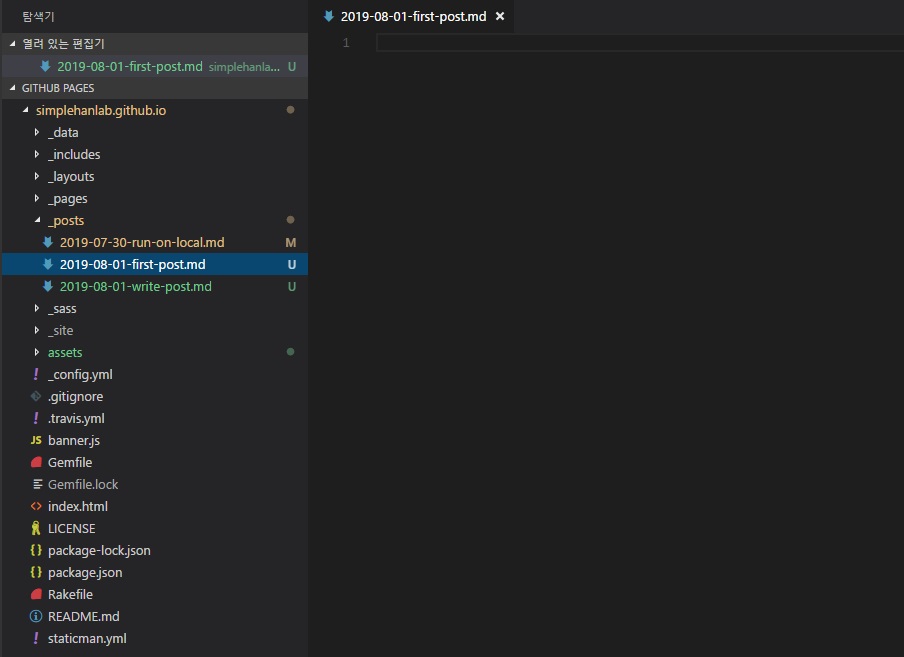 탐색기
열려 있는 편집기
2019-08-01-first-post.md simplehanla... U
GITHUB PAGES
simplehanlab.github.io
_data
_includes
_layouts
_pages
_posts
2019-07-30-run-on-local.md M
2019-08-01-first-post.md U
2019-08-01-write-post.md U
_sass
_site
assets
_config.yml
.gitignore
.travis.yml
JS banner.js
Gemfile
Gemfile.lock
index.html
LICENSE
package-lock.json
package.json
Rakefile
README.md
staticman.yml
2019-08-01-first-post.md
1